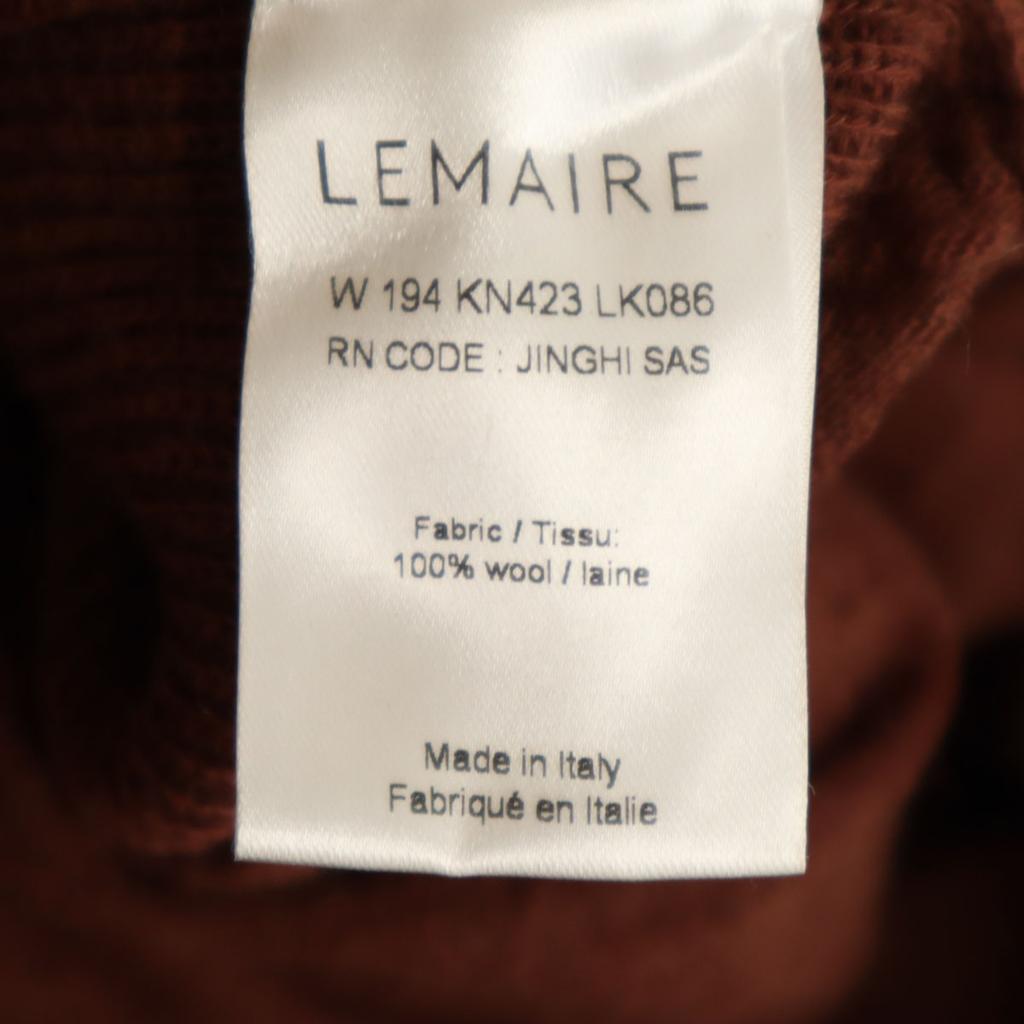 LEMAIRE
W 194 KN423 LK086
RN CODE : JINGHI SAS
Fabric / Tissu:
100% wool / laine
Made in Italy
Fabriqué en Italie